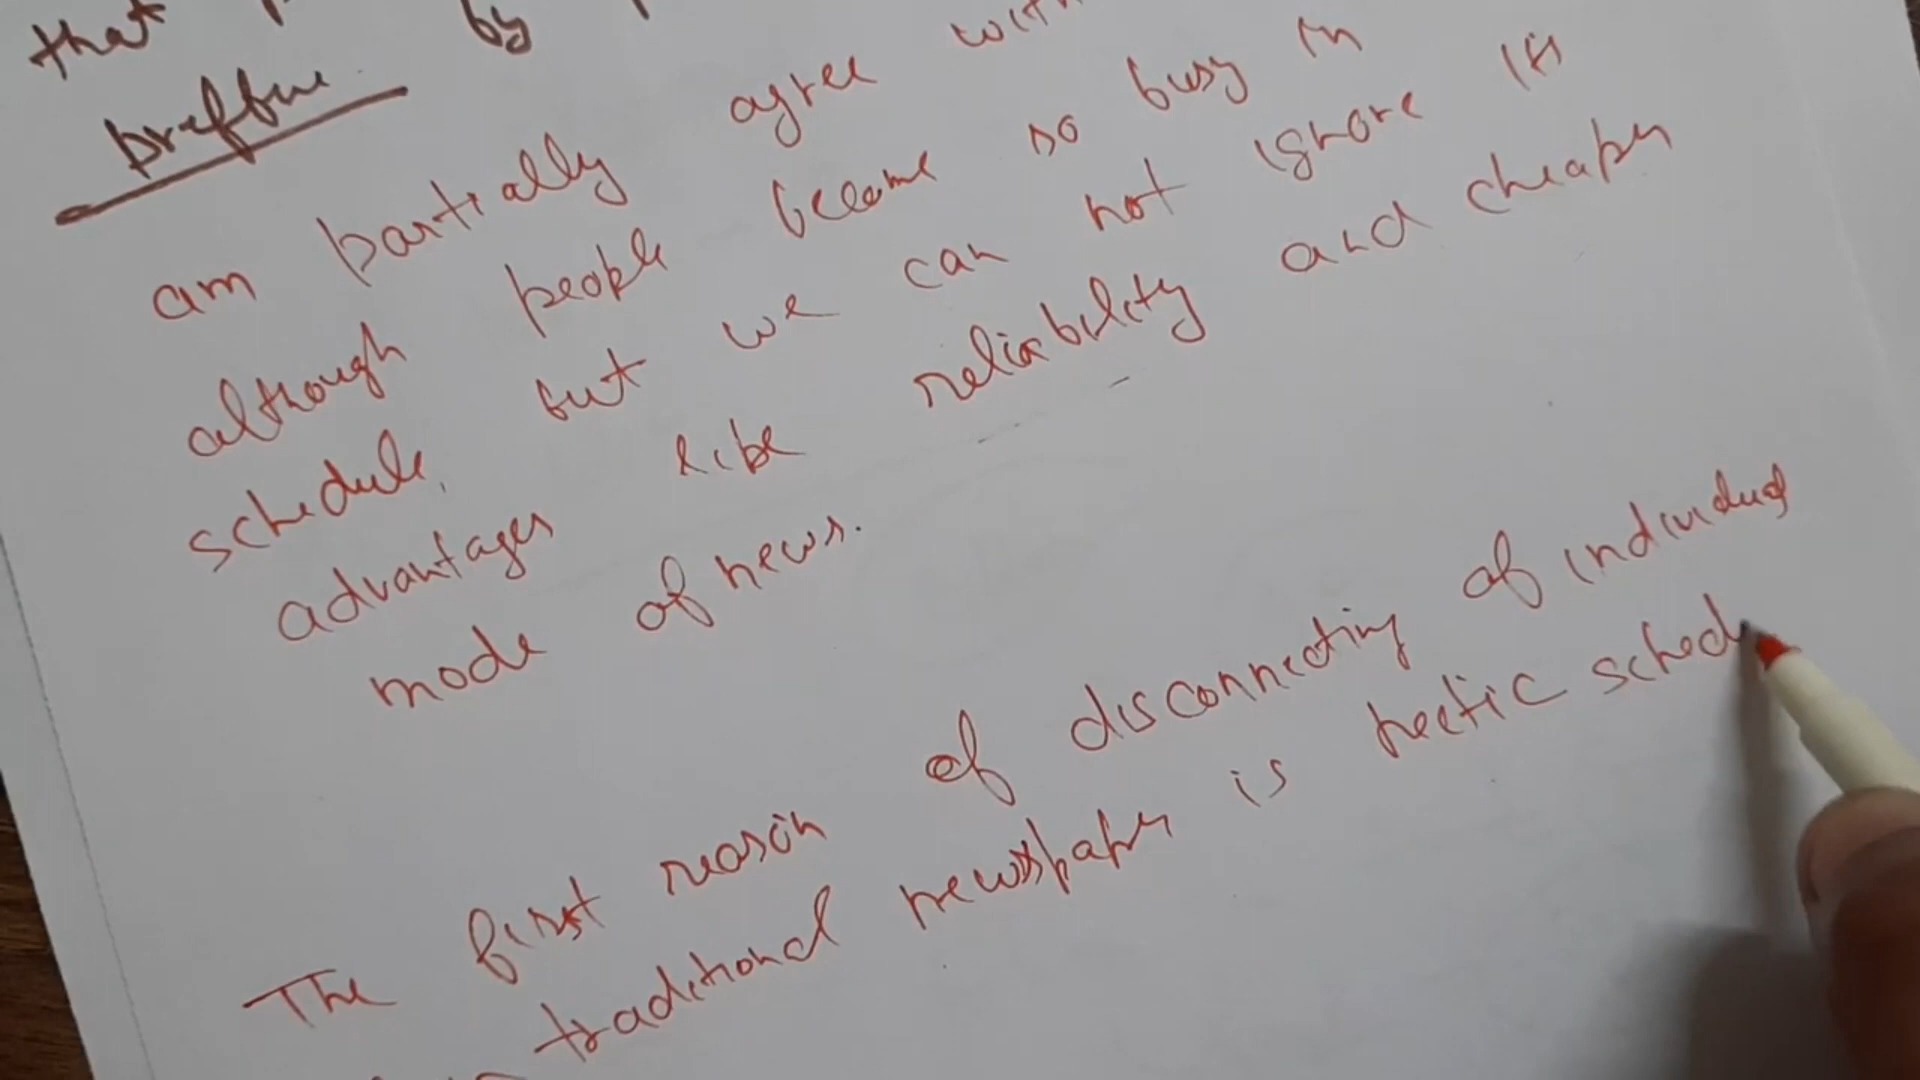 that by
am partially agree with
although people become so busy in
schedule, but we can not ignore its
advantages like reliability and cheaper
mode of news.
The first reason of disconnecting of individual
traditional newspaper is hectic sched